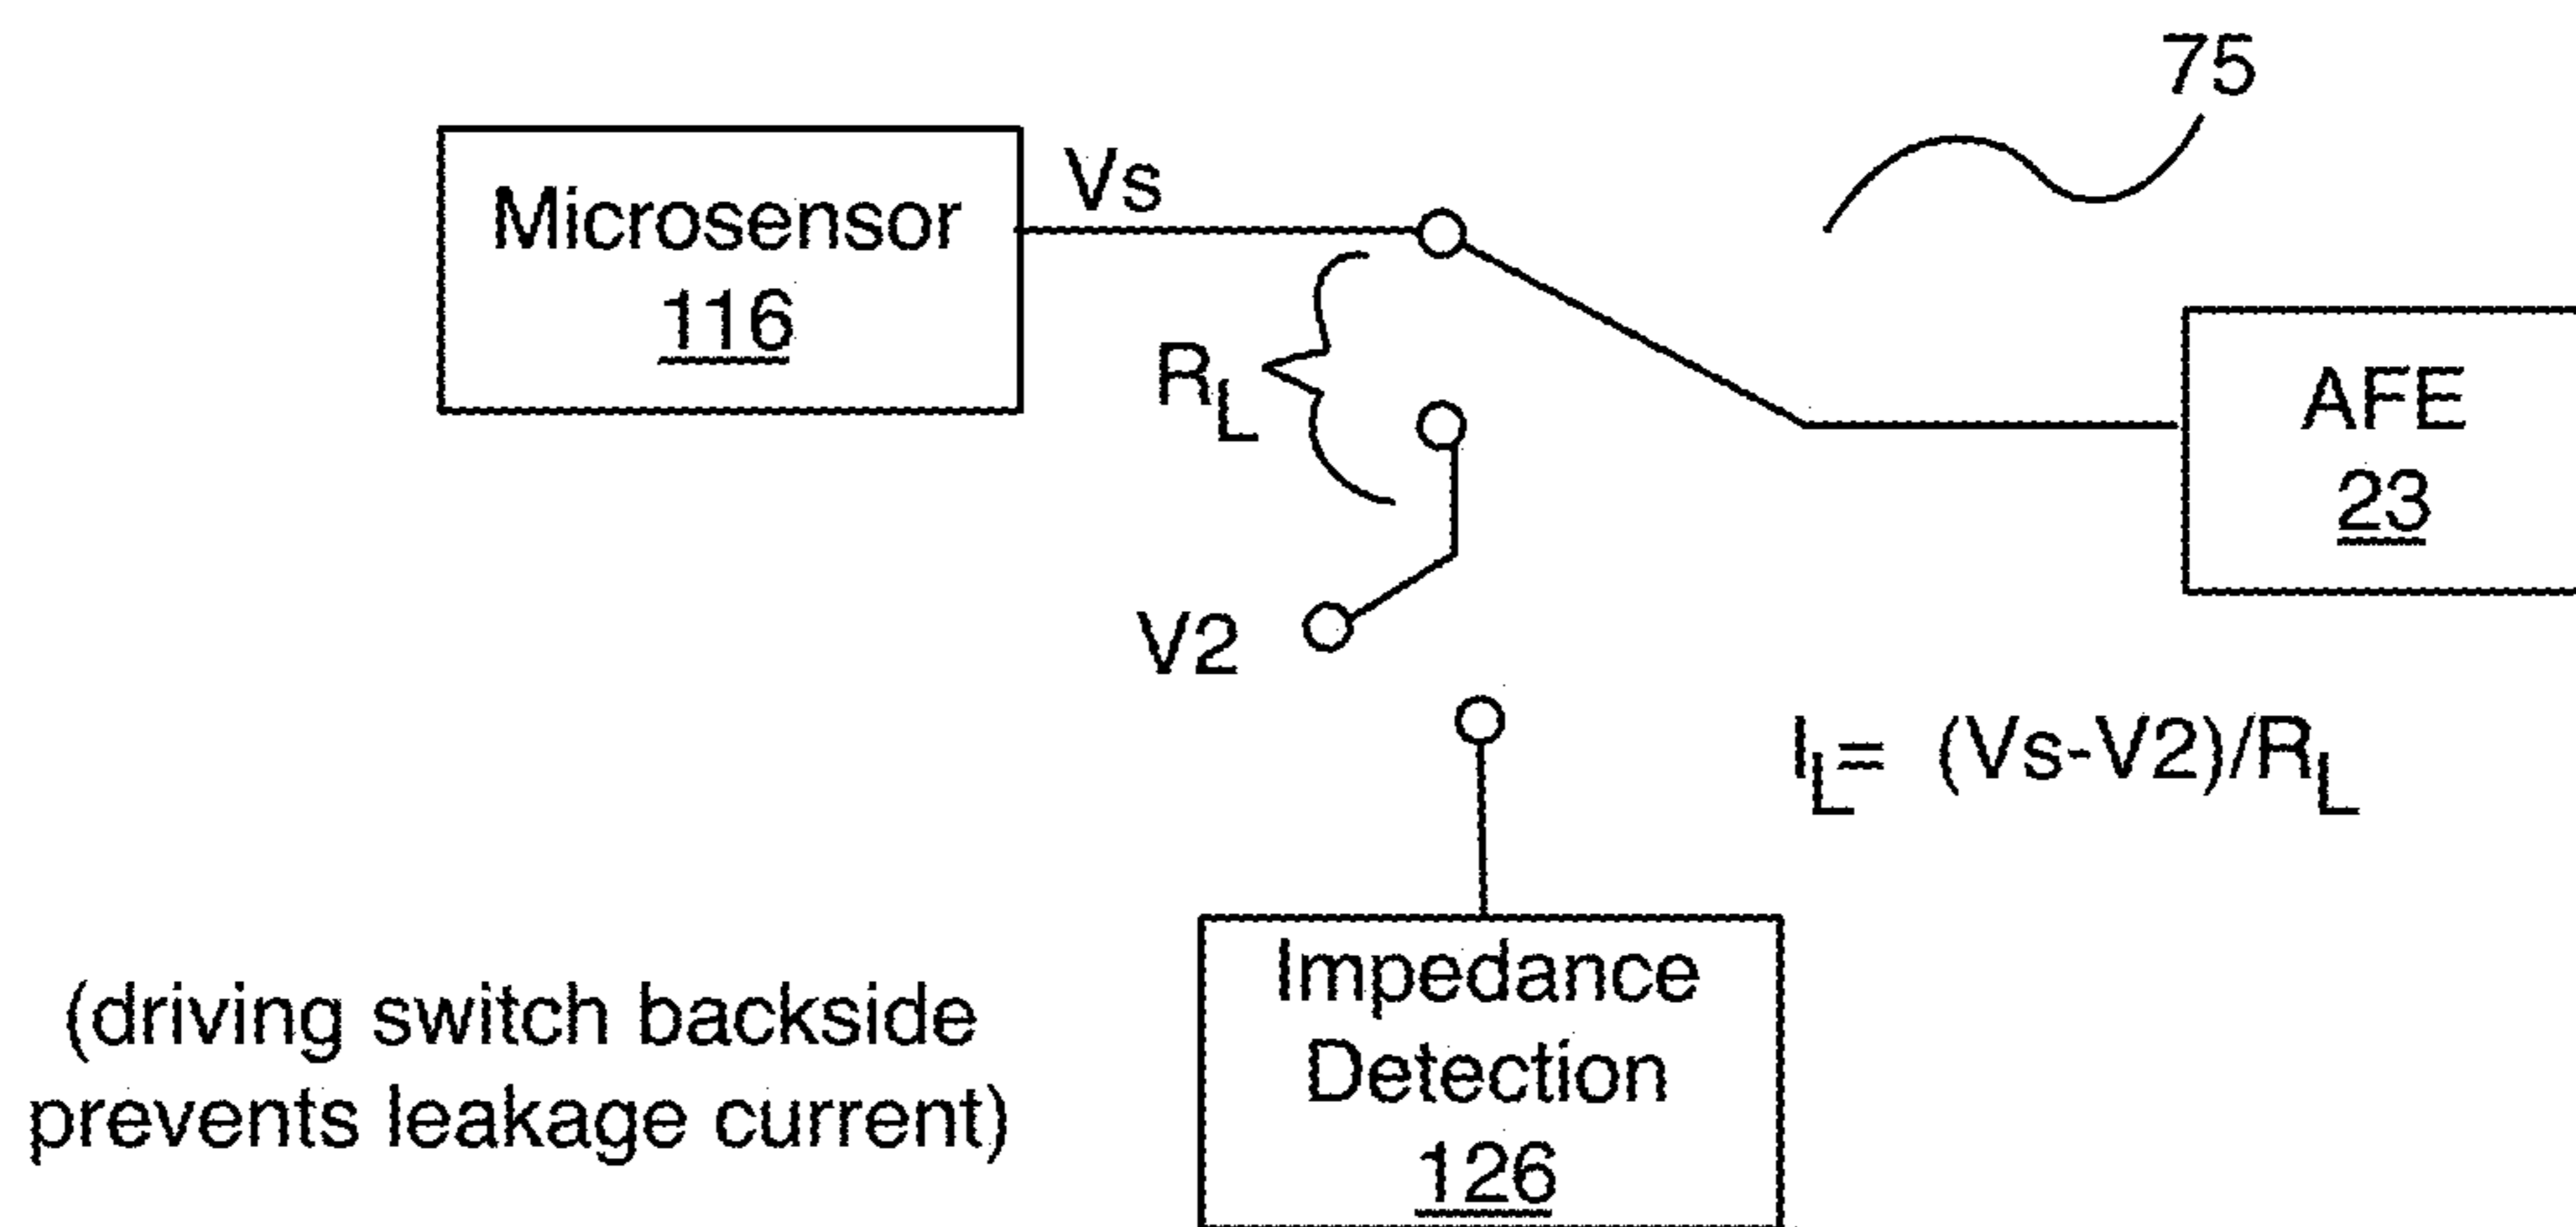 75
Vs
Microsensor
116
RL
AFE
23
V2
IL= (Vs-V2)/RL
Impedance
Detection
126
(driving switch backside
prevents leakage current)